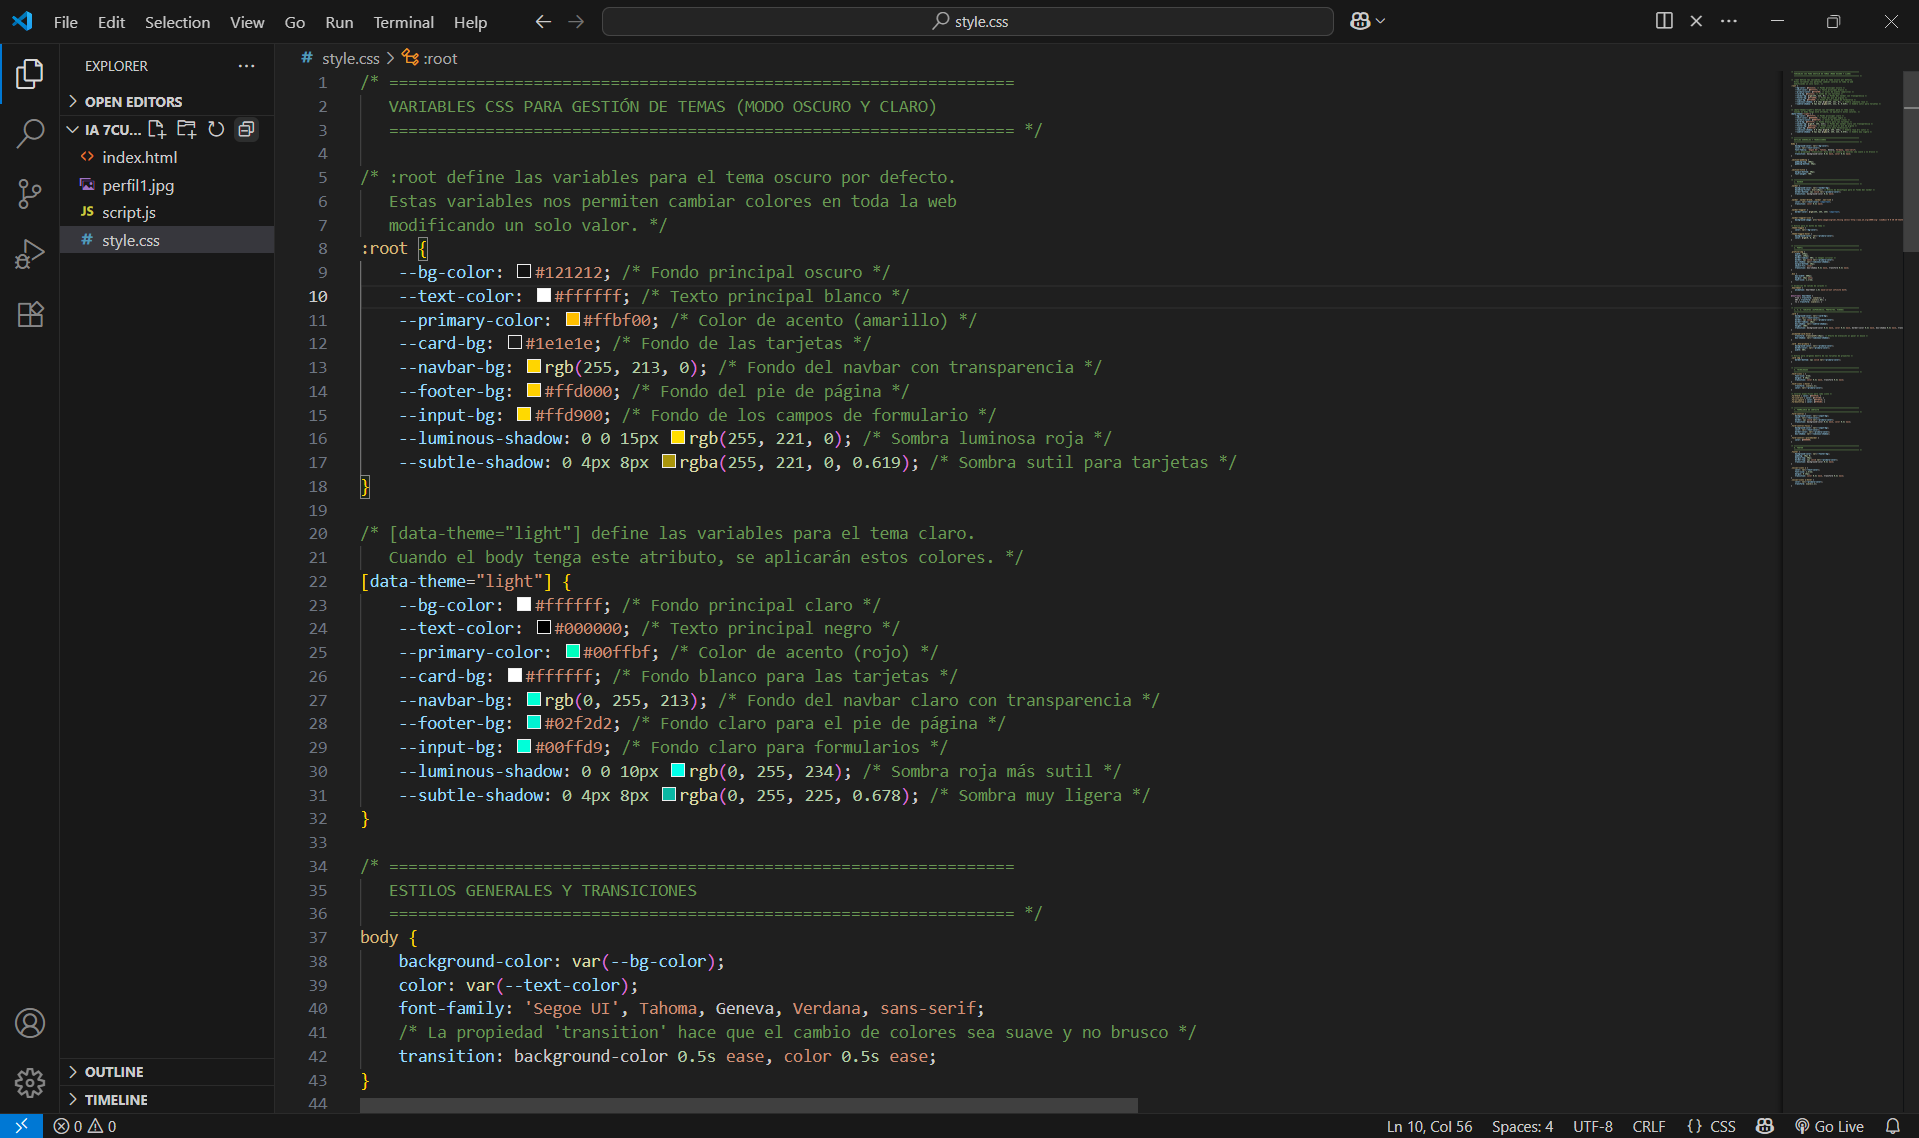 File Edit Selection View Go Run Terminal Help
style.css
EXPLORER
OPEN EDITORS
IA 7CU...
index.html
perfil1.jpg
JS script.js
# style.css
OUTLINE
TIMELINE
# style.css > :root
1 /* =================================================================
2 VARIABLES CSS PARA GESTIÓN DE TEMAS (MODO OSCURO Y CLARO)
3 ================================================================= */
4
5 /* :root define las variables para el tema oscuro por defecto.
6 Estas variables nos permiten cambiar colores en toda la web
7 modificando un solo valor. */
8 :root {
9 --bg-color: #121212; /* Fondo principal oscuro */
10 --text-color: #ffffff; /* Texto principal blanco */
11 --primary-color: #ffbf00; /* Color de acento (amarillo) */
12 --card-bg: #1e1e1e; /* Fondo de las tarjetas */
13 --navbar-bg: rgb(255, 213, 0); /* Fondo del navbar con transparencia */
14 --footer-bg: #ffd000; /* Fondo del pie de página */
15 --input-bg: #ffd900; /* Fondo de los campos de formulario */
16 --luminous-shadow: 0 0 15px rgb(255, 221, 0); /* Sombra luminosa roja */
17 --subtle-shadow: 0 4px 8px rgba(255, 221, 0, 0.619); /* Sombra sutil para tarjetas */
18 }
19
20 /* [data-theme="light"] define las variables para el tema claro.
21 Cuando el body tenga este atributo, se aplicarán estos colores. */
22 [data-theme="light"] {
23 --bg-color: #ffffff; /* Fondo principal claro */
24 --text-color: #000000; /* Texto principal negro */
25 --primary-color: #00ffbf; /* Color de acento (rojo) */
26 --card-bg: #ffffff; /* Fondo blanco para las tarjetas */
27 --navbar-bg: rgb(0, 255, 213); /* Fondo del navbar claro con transparencia */
28 --footer-bg: #02f2d2; /* Fondo claro para el pie de página */
29 --input-bg: #00ffd9; /* Fondo claro para formularios */
30 --luminous-shadow: 0 0 10px rgb(0, 255, 234); /* Sombra roja más sutil */
31 --subtle-shadow: 0 4px 8px rgba(0, 255, 225, 0.678); /* Sombra muy ligera */
32 }
33
34 /* =================================================================
35 ESTILOS GENERALES Y TRANSICIONES
36 ================================================================= */
37 body {
38 background-color: var(--bg-color);
39 color: var(--text-color);
40 font-family: 'Segoe UI', Tahoma, Geneva, Verdana, sans-serif;
41 /* La propiedad 'transition' hace que el cambio de colores sea suave y no brusco */
42 transition: background-color 0.5s ease, color 0.5s ease;
43 }
44
0 0
Ln 10, Col 56 Spaces: 4 UTF-8 CRLF {} CSS Go Live